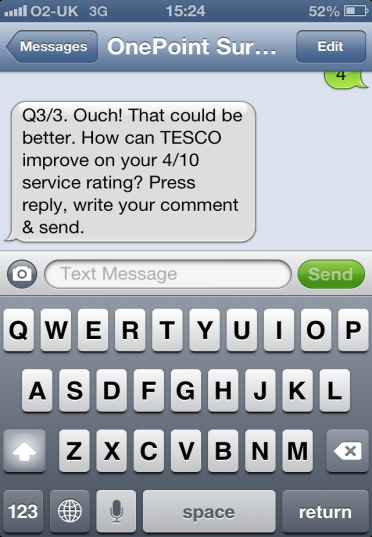 O2-UK 3G 15:24 52%
Messages OnePoint Sur... Edit
4
Q3/3. Ouch! That could be
better. How can TESCO
improve on your 4/10
service rating? Press
reply, write your comment
& send.
Text Message Send
Q W E R T Y U I O P
A S D F G H J K L
Z X C V B N M
123 space return